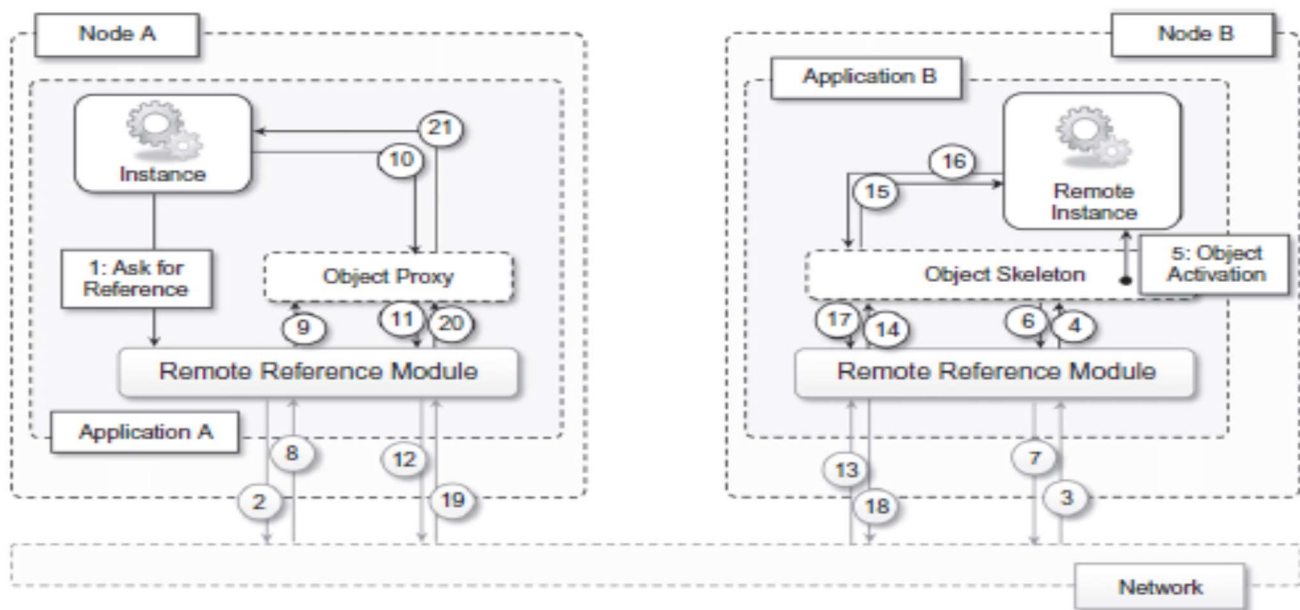 Node A
Node B
Application B
Instance
21
10
16
15
Remote
Instance
1: Ask for
Reference
Object Proxy
Object Skeleton
5: Object
Activation
9
11
20
17
14
6
4
Remote Reference Module
Remote Reference Module
Application A
8
12
13
7
2
19
18
3
Network